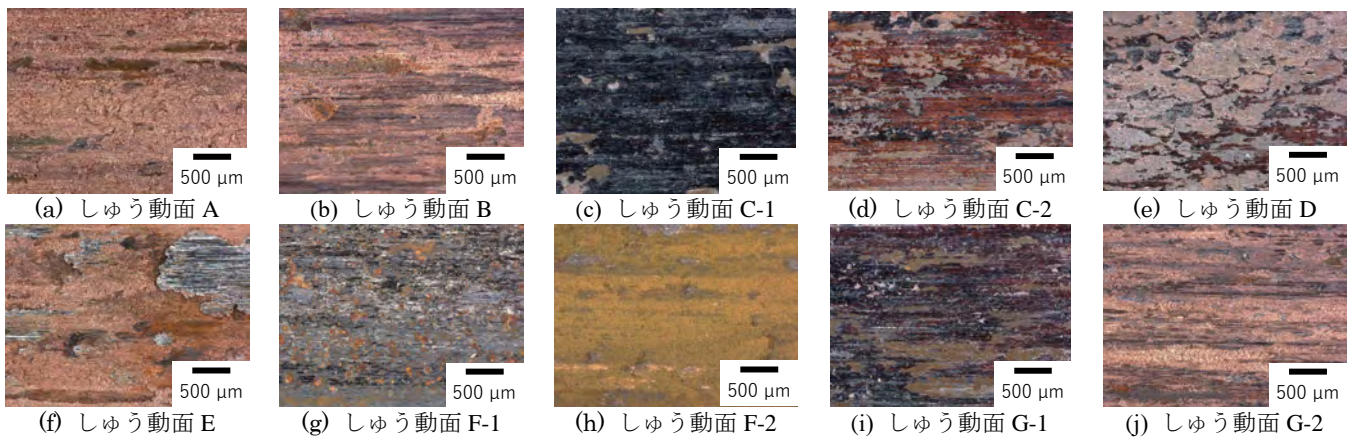 500 μm 500 μm 500 μm 500 μm 500 μm
(a) しゅう動面 A (b) しゅう動面 B (c) しゅう動面 C-1 (d) しゅう動面 C-2 (e) しゅう動面 D
500 μm 500 μm 500 μm 500 μm 500 μm
(f) しゅう動面 E (g) しゅう動面 F-1 (h) しゅう動面 F-2 (i) しゅう動面 G-1 (j) しゅう動面 G-2